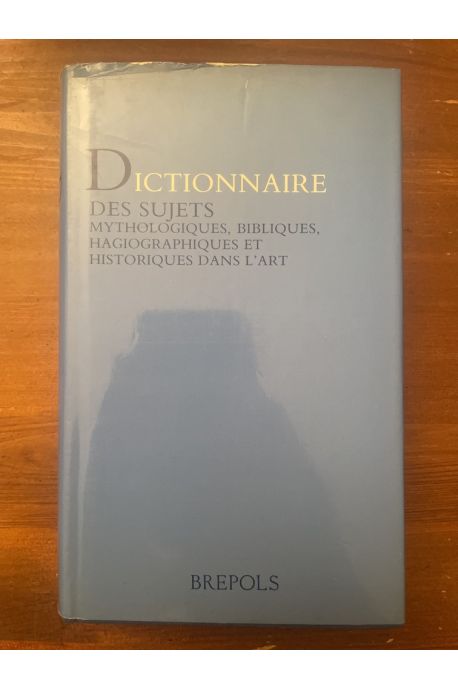 DICTIONNAIRE
DES SUJETS
MYTHOLOGIQUES, BIBLIQUES,
HAGIOGRAPHIQUES ET
HISTORIQUES DANS L'ART
BREPOLS